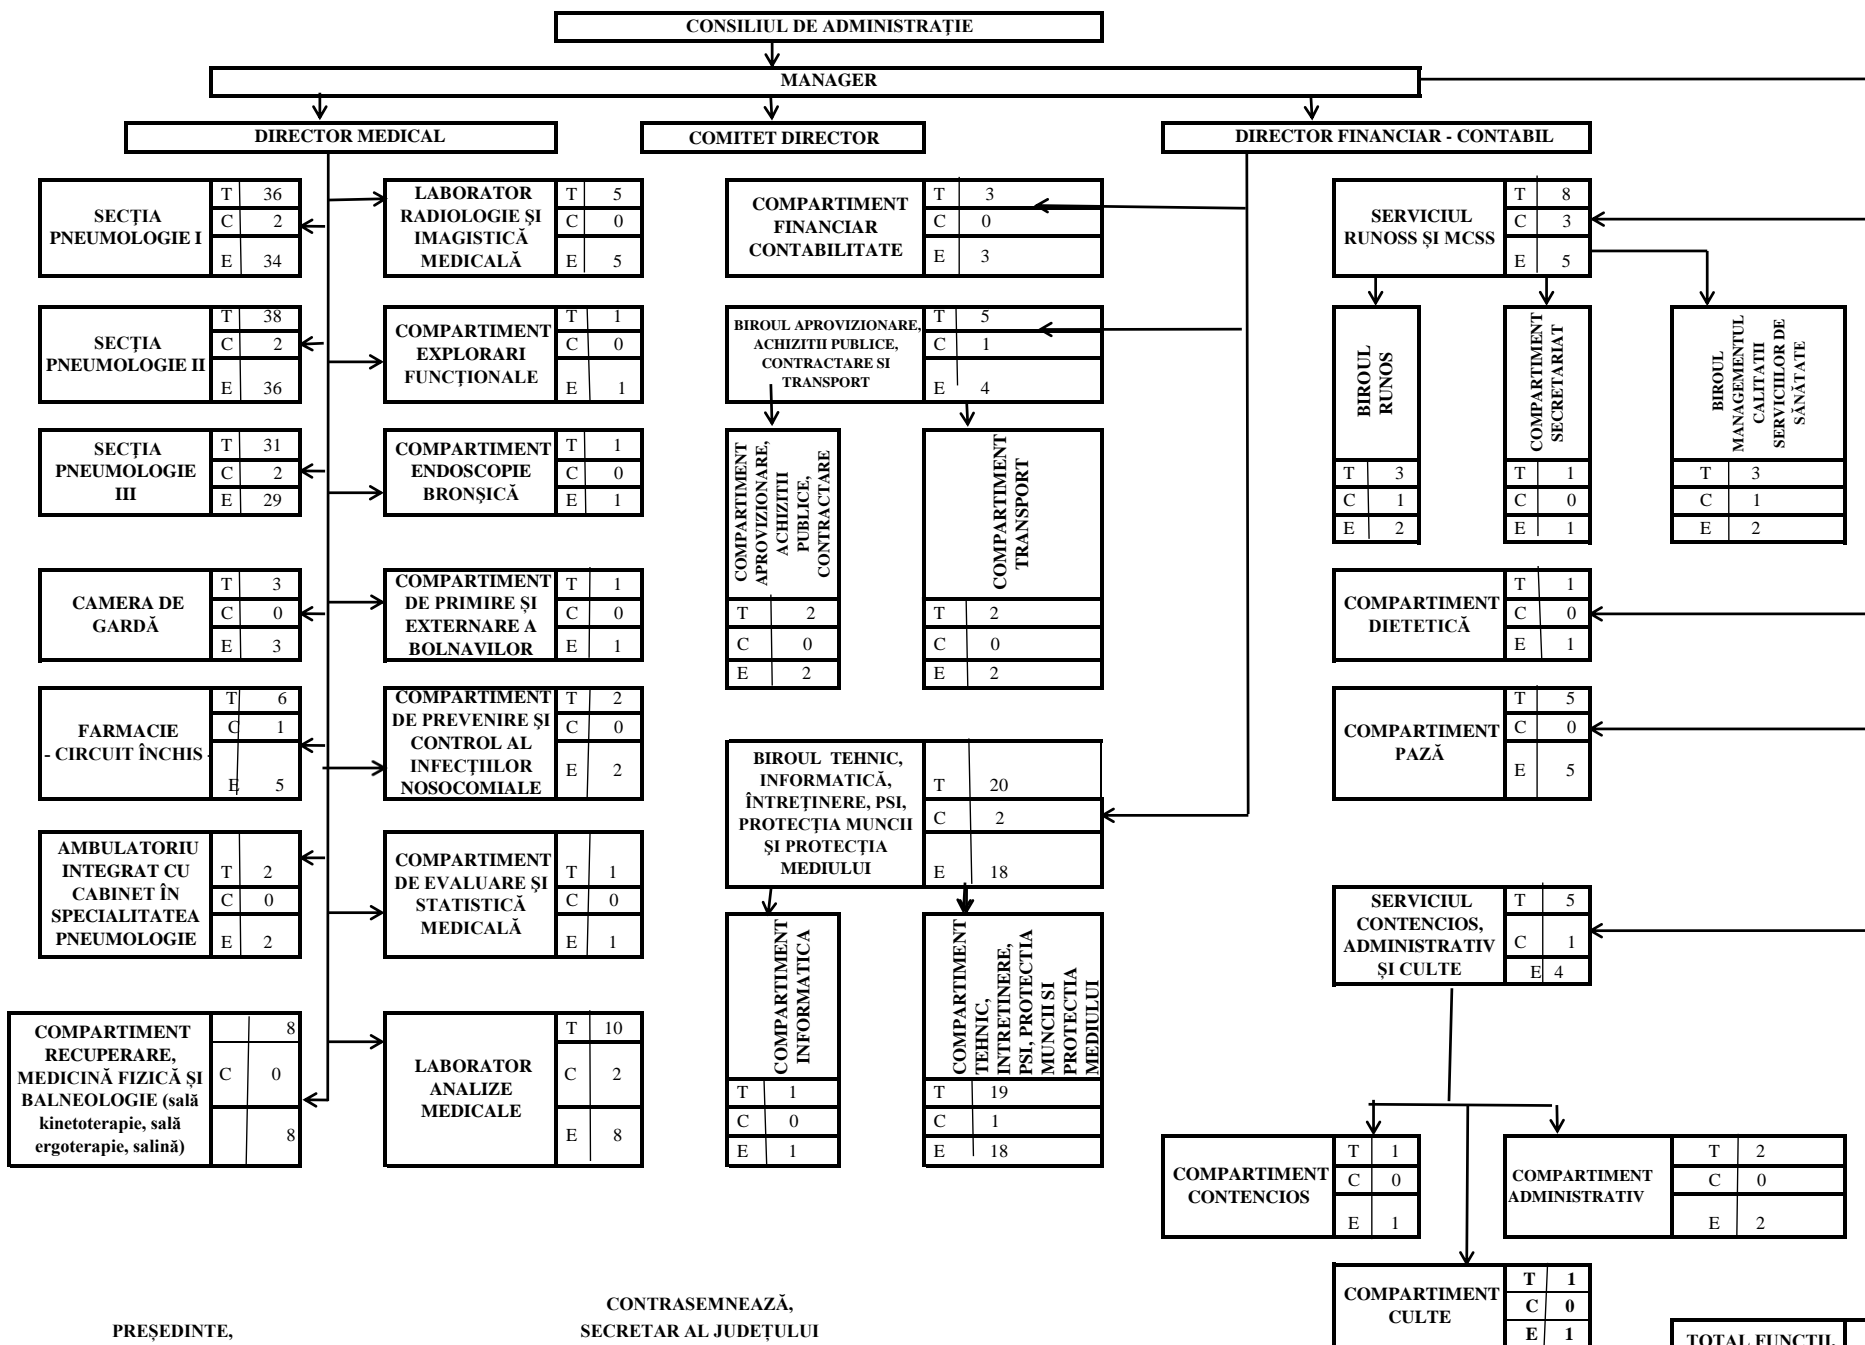 CONSILIUL DE ADMINISTRAȚIE
MANAGER
DIRECTOR MEDICAL
COMITET DIRECTOR
DIRECTOR FINANCIAR - CONTABIL
SECȚIA
PNEUMOLOGIE I
T 36
C 2
E 34
LABORATOR
RADIOLOGIE ȘI
IMAGISTICĂ
MEDICALĂ
T 5
C 0
E 5
COMPARTIMENT
FINANCIAR
CONTABILITATE
T 3
C 0
E 3
SERVICIUL
RUNOSS ȘI MCSS
T 8
C 3
E 5
SECȚIA
PNEUMOLOGIE II
T 38
C 2
E 36
COMPARTIMENT
EXPLORARI
FUNCȚIONALE
T 1
C 0
E 1
BIROUL APROVIZIONARE,
ACHIZITII PUBLICE,
CONTRACTARE SI
TRANSPORT
T 5
C 1
E 4
BIROUL
RUNOS
T 3
C 1
E 2
COMPARTIMENT
SECRETARIAT
T 1
C 0
E 1
BIROUL
MANAGEMENTUL
CALITATII
SERVICIILOR DE
SĂNĂTATE
T 3
C 1
E 2
SECȚIA
PNEUMOLOGIE
III
T 31
C 2
E 29
COMPARTIMENT
ENDOSCOPIE
BRONȘICĂ
T 1
C 0
E 1
COMPARTIMENT
APROVIZIONARE,
ACHIZITII
PUBLICE,
CONTRACTARE
T 2
C 0
E 2
COMPARTIMENT
TRANSPORT
T 2
C 0
E 2
CAMERA DE
GARDĂ
T 3
C 0
E 3
COMPARTIMENT
DE PRIMIRE ȘI
EXTERNARE A
BOLNAVILOR
T 1
C 0
E 1
COMPARTIMENT
DIETETICĂ
T 1
C 0
E 1
FARMACIE
- CIRCUIT ÎNCHIS -
T 6
C 1
E 5
COMPARTIMENT
DE PREVENIRE ȘI
CONTROL AL
INFECȚIILOR
NOSOCOMIALE
T 2
C 0
E 2
BIROUL TEHNIC,
INFORMATICĂ,
ÎNTREȚINERE, PSI,
PROTECȚIA MUNCII
ŞI PROTECȚIA
MEDIULUI
T 20
C 2
E 18
COMPARTIMENT
PAZĂ
T 5
C 0
E 5
AMBULATORIU
INTEGRAT CU
CABINET ÎN
SPECIALITATEA
PNEUMOLOGIE
T 2
C 0
E 2
COMPARTIMENT
DE EVALUARE ŞI
STATISTICĂ
MEDICALĂ
T 1
C 0
E 1
COMPARTIMENT
INFORMATICA
T 1
C 0
E 1
COMPARTIMENT
TEHNIC,
INTRETINERE,
PSI, PROTECTIA
MUNCII SI
PROTECTIA
MEDIULUI
T 19
C 1
E 18
SERVICIUL
CONTENCIOS,
ADMINISTRATIV
ȘI CULTE
T 5
C 1
E 4
COMPARTIMENT
RECUPERARE,
MEDICINĂ FIZICĂ ȘI
BALNEOLOGIE (sală
kinetoterapie, sală
ergoterapie, salină)
8
C 0
8
LABORATOR
ANALIZE
MEDICALE
T 10
C 2
E 8
COMPARTIMENT
CONTENCIOS
T 1
C 0
E 1
COMPARTIMENT
ADMINISTRATIV
T 2
C 0
E 2
COMPARTIMENT
CULTE
T 1
C 0
E 1
PREȘEDINTE,
CONTRASEMNEAZĂ,
SECRETAR AL JUDEȚULUI
TOTAL